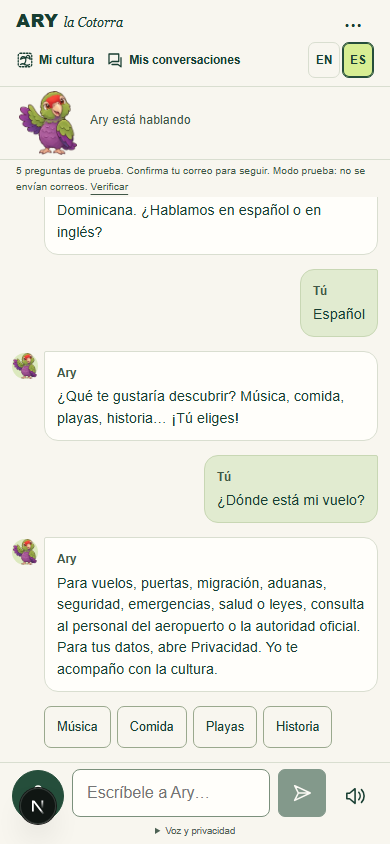 ARY la Cotorra
...
Mi cultura
Mis conversaciones
EN
ES
Ary está hablando
5 preguntas de prueba. Confirma tu correo para seguir. Modo prueba: no se
envían correos. Verificar
Dominicana. ¿Hablamos en español o en
inglés?
Tú
Español
Ary
¿Qué te gustaría descubrir? Música, comida,
playas, historia… ¡Tú eliges!
Tú
¿Dónde está mi vuelo?
Ary
Para vuelos, puertas, migración, aduanas,
seguridad, emergencias, salud o leyes, consulta
al personal del aeropuerto o la autoridad oficial.
Para tus datos, abre Privacidad. Yo te
acompaño con la cultura.
Música
Comida
Playas
Historia
N
Escríbele a Ary…
Voz y privacidad